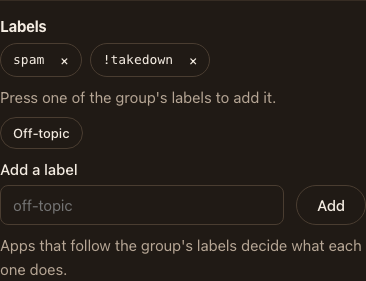 Labels
spam × !takedown ×
Press one of the group's labels to add it.
Off-topic
Add a label
off-topic Add
Apps that follow the group's labels decide what each
one does.